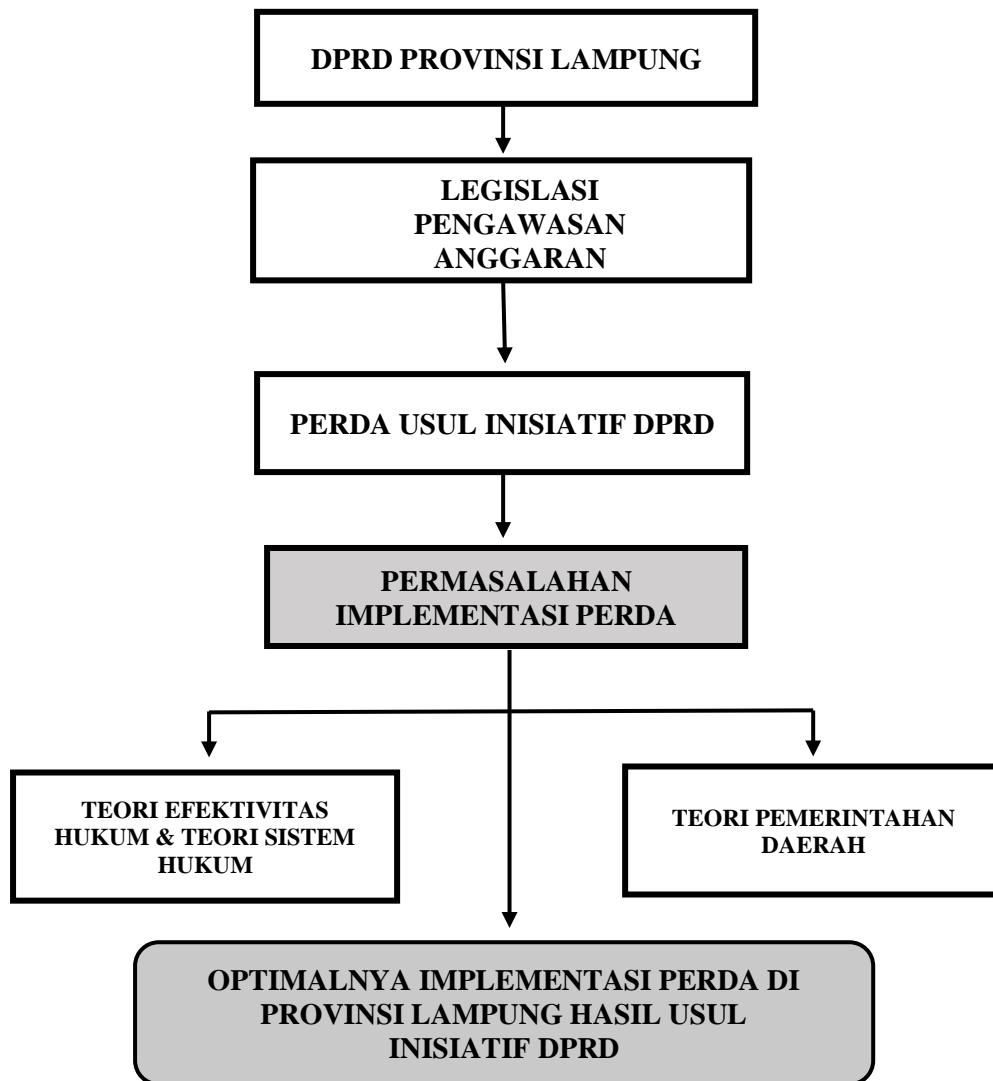 DPRD PROVINSI LAMPUNG
LEGISLASI
PENGAWASAN
ANGGARAN
PERDA USUL INISIATIF DPRD
PERMASALAHAN
IMPLEMENTASI PERDA
TEORI EFEKTIVITAS
HUKUM & TEORI SISTEM
HUKUM
TEORI PEMERINTAHAN
DAERAH
OPTIMALNYA IMPLEMENTASI PERDA DI
PROVINSI LAMPUNG HASIL USUL
INISIATIF DPRD